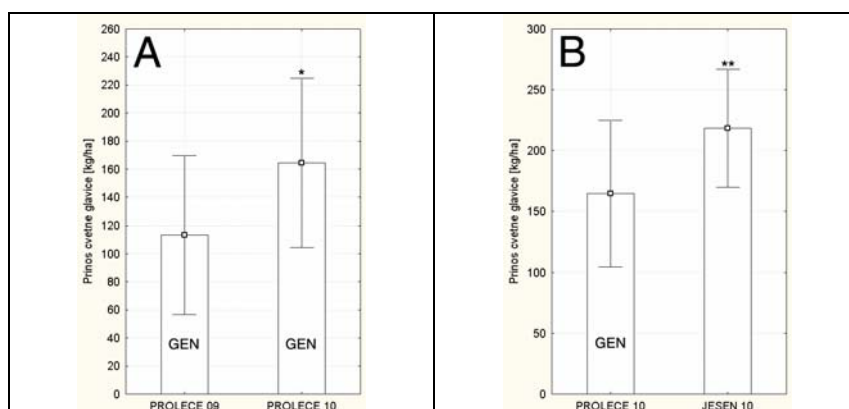 A
Prinos cvetne glavice [kg/ha]
260
240
220
200
180
160
140
120
100
80
60
40
20
0
*
GEN
GEN
PROLECE 09
PROLECE 10
B
Prinos cvetne glavice [kg/ha]
300
250
200
150
100
50
0
**
GEN
PROLECE 10
JESEN 10